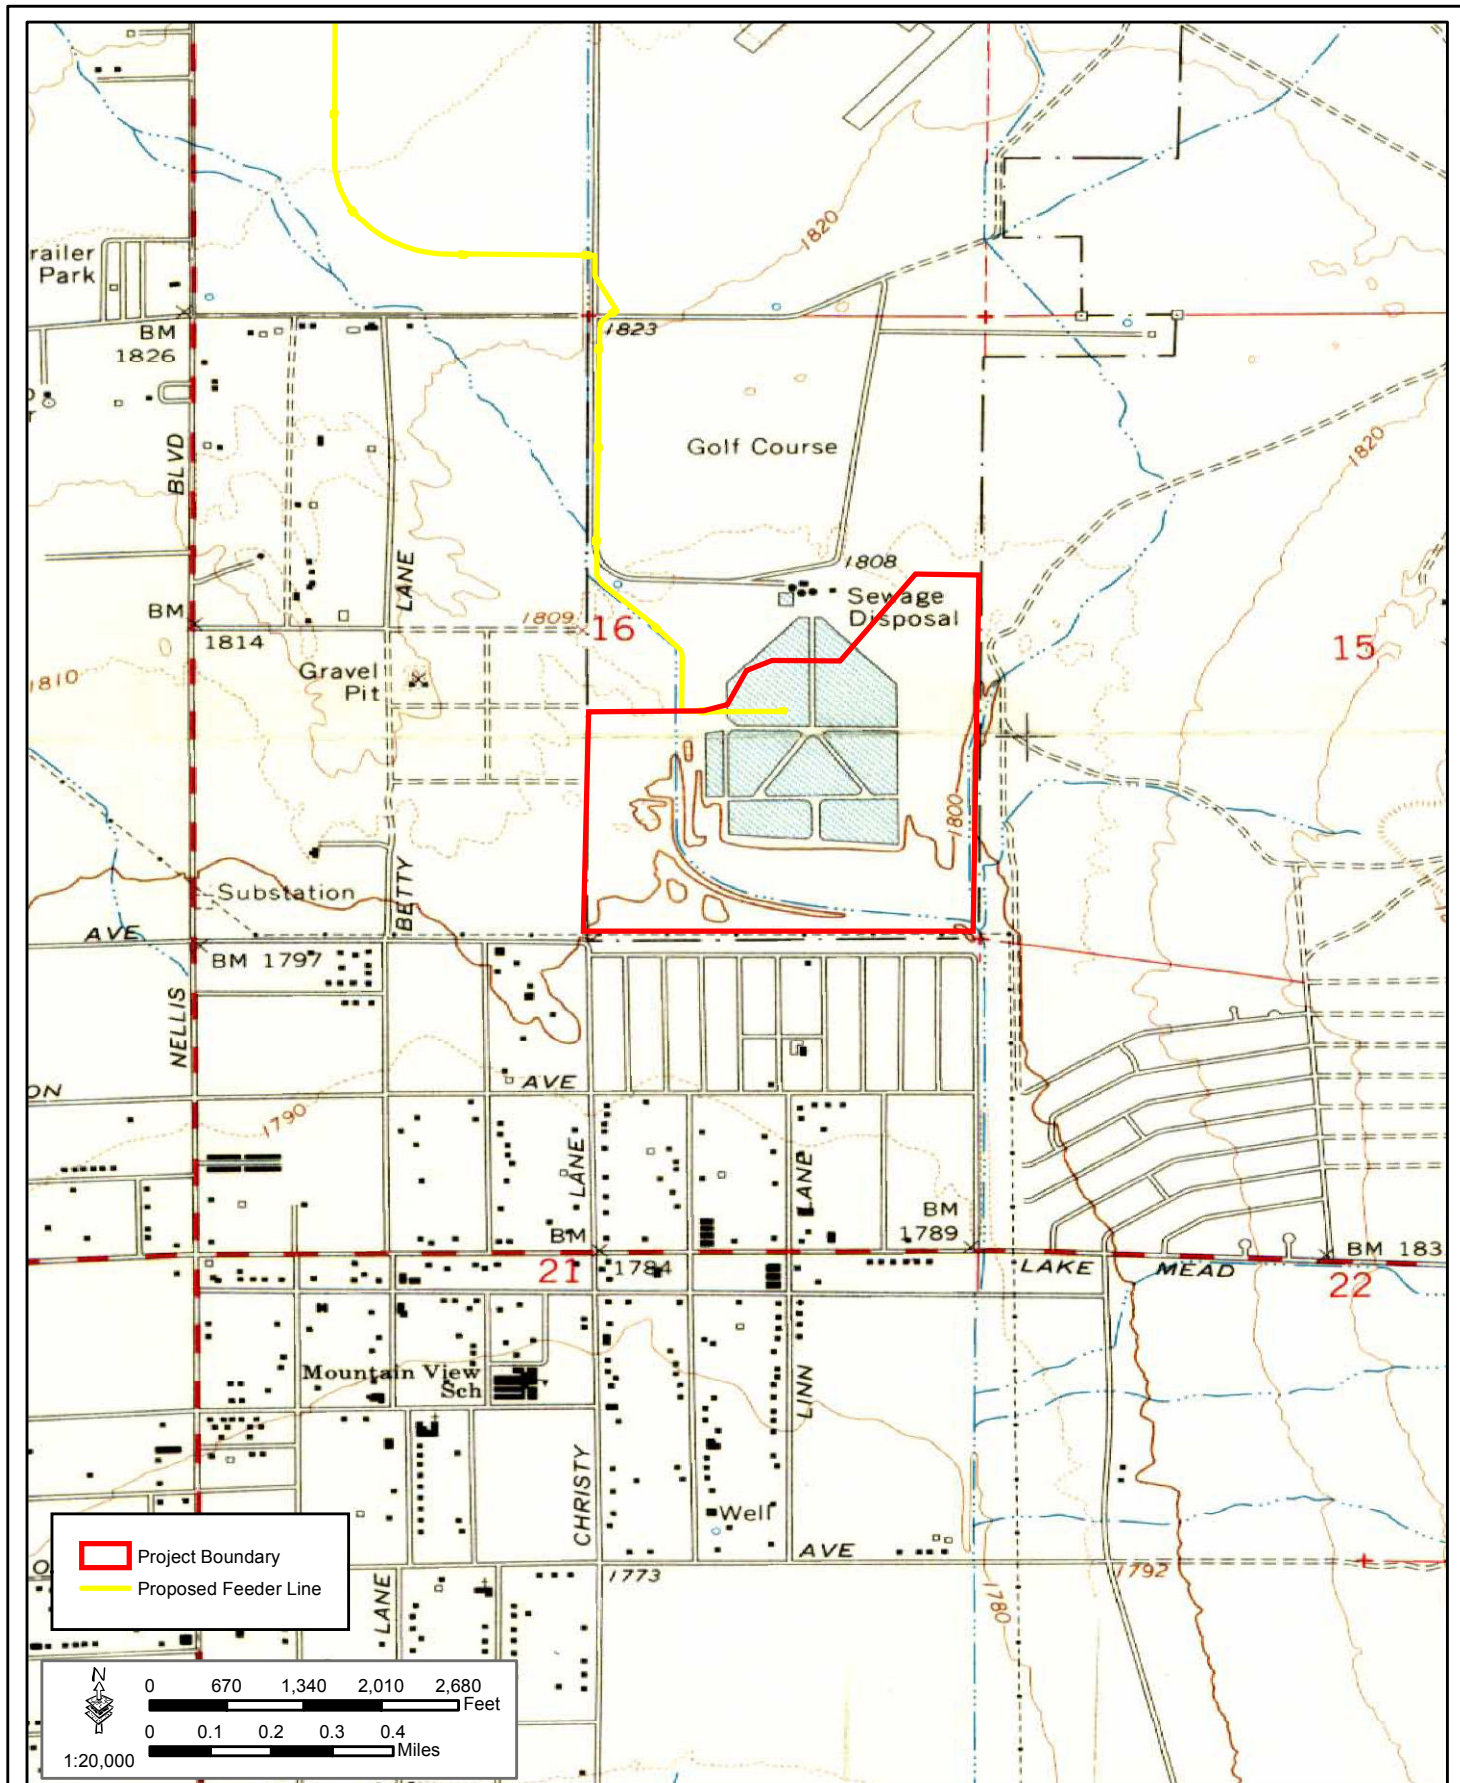 1820
railer
Park
BM
1826
1823
BLVD
Golf Course
1820
LANE
1808
BM
1814
1809
16
Sewage
Disposal
15
Gravel
Pit
1810
1800
Substation
BETTY
AVE
BM 1797
NELLIS
ON
AVE
1790
LANE
LANE
BM
1789
BM
21
1784
LAKE MEAD
BM 183
22
Mountain View
Sch
LINN
CHRISTY
Well
AVE
1773
1792
1780
LANE
Project Boundary
Proposed Feeder Line
N
0 670 1,340 2,010 2,680
Feet
0 0.1 0.2 0.3 0.4
Miles
1:20,000